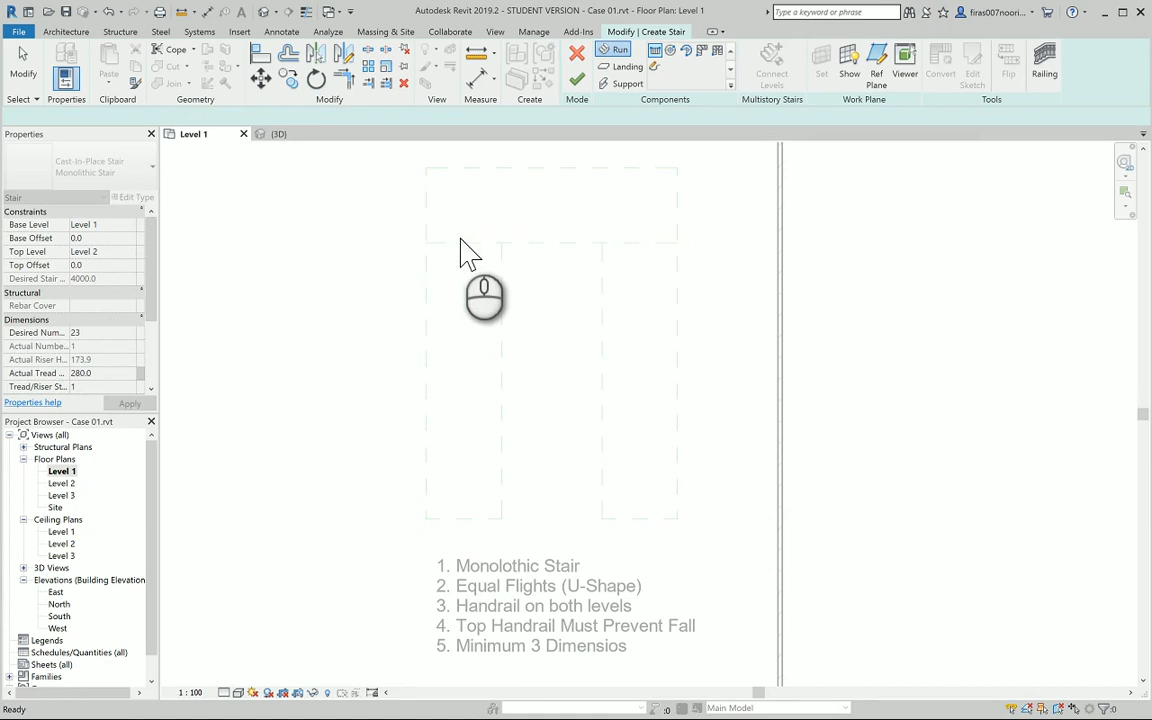 Autodesk Revit 2019.2 - STUDENT VERSION - Case 01.rvt - Floor Plan: Level 1
Type a keyword or phrase
firas007noori...
File Architecture Structure Steel Systems Insert Annotate Analyze Massing & Site Collaborate View Manage Add-Ins Modify | Create Stair
Modify
Properties
Paste
Cope
Cut
Join
Run
Landing
Support
Connect Levels
Set
Show
Ref Plane
Viewer
Convert
Edit Sketch
Flip
Railing
Select
Properties
Clipboard
Geometry
Modify
View
Measure
Create
Mode
Components
Multistory Stairs
Work Plane
Tools
Properties
Level 1
(3D)
Cast-In-Place Stair
Monolithic Stair
Stair
Edit Type
Constraints
Base Level Level 1
Base Offset 0.0
Top Level Level 2
Top Offset 0.0
Desired Stair ... 4000.0
Structural
Rebar Cover
Dimensions
Desired Num... 23
Actual Numbe... 1
Actual Riser H... 173.9
Actual Tread ... 280.0
Tread/Riser St... 1
Properties help
Apply
Project Browser - Case 01.rvt
Views (all)
Structural Plans
Floor Plans
Level 1
Level 2
Level 3
Site
Ceiling Plans
Level 1
Level 2
Level 3
3D Views
Elevations (Building Elevation
East
North
South
West
Legends
Schedules/Quantities (all)
Sheets (all)
Families
1. Monolothic Stair
2. Equal Flights (U-Shape)
3. Handrail on both levels
4. Top Handrail Must Prevent Fall
5. Minimum 3 Dimensios
1 : 100
Ready
:0
Main Model
:0